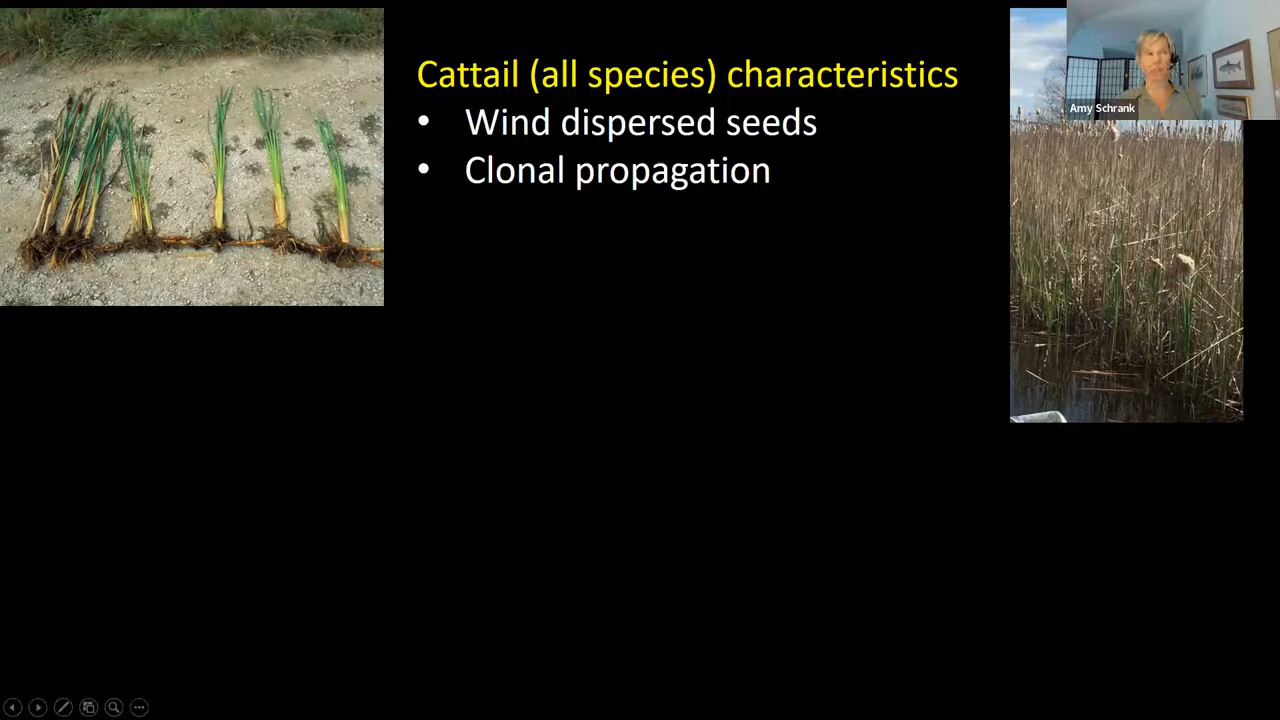 Cattail (all species) characteristics
• Wind dispersed seeds
• Clonal propagation
Amy Schrank